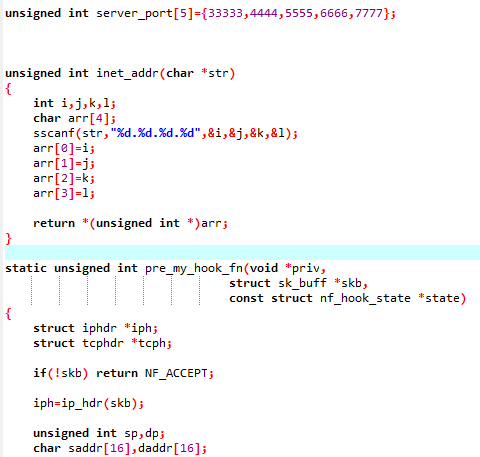 unsigned int server_port[5]={33333,4444,5555,6666,7777};
unsigned int inet_addr(char *str)
{
int i,j,k,l;
char arr[4];
sscanf(str,"%d.%d.%d.%d",&i,&j,&k,&l);
arr[0]=i;
arr[1]=j;
arr[2]=k;
arr[3]=l;
return *(unsigned int *)arr;
}
static unsigned int pre_my_hook_fn(void *priv,
struct sk_buff *skb,
const struct nf_hook_state *state)
{
struct iphdr *iph;
struct tcphdr *tcph;
if(!skb) return NF_ACCEPT;
iph=ip_hdr(skb);
unsigned int sp,dp;
char saddr[16],daddr[16];